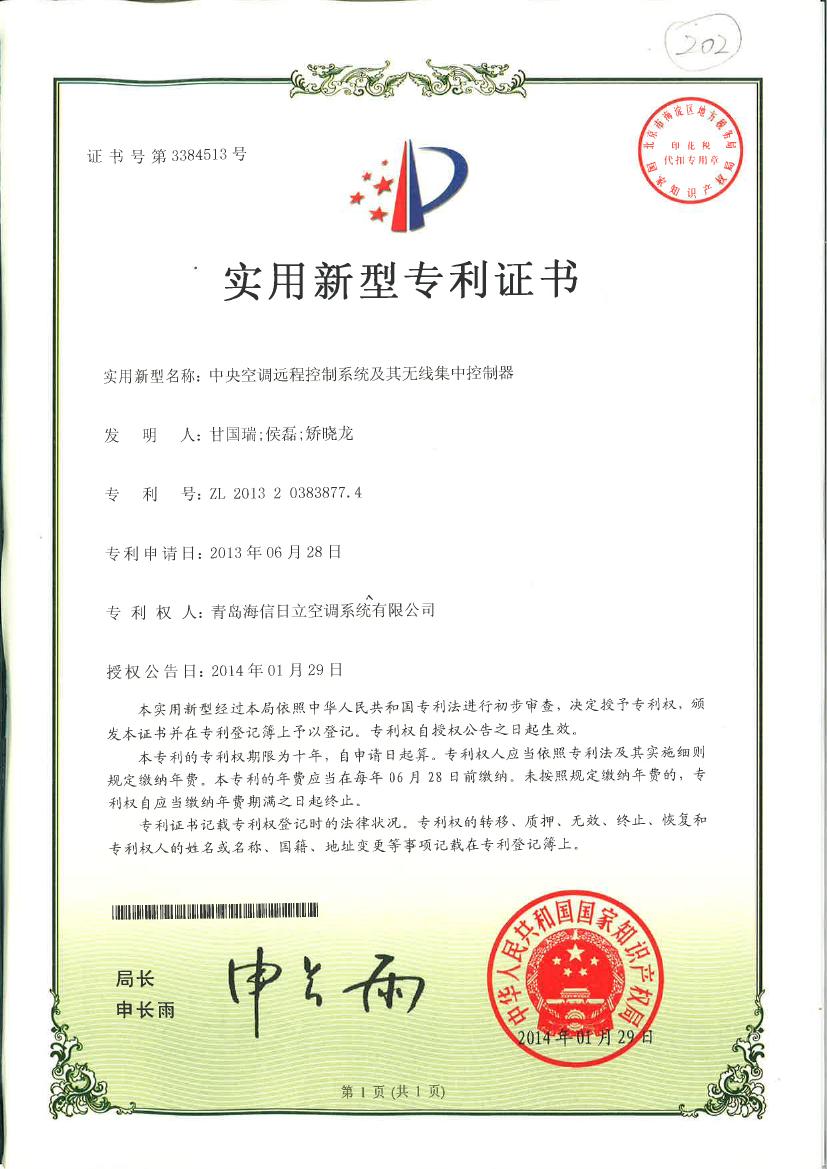 202
北京市海淀区地方税务局
印花税
代扣专用章
国家知识产权局
证书号第3384513号
实用新型专利证书
实用新型名称：中央空调远程控制系统及其无线集中控制器
发明人：甘国瑞;侯磊;矫晓龙
专利号：ZL 2013 2 0383877.4
专利申请日：2013年06月28日
专利权人：青岛海信日立空调系统有限公司
授权公告日：2014年01月29日
本实用新型经过本局依照中华人民共和国专利法进行初步审查，决定授予专利权，颁
发本证书并在专利登记簿上予以登记。专利权自授权公告之日起生效。
本专利的专利权期限为十年，自申请日起算。专利权人应当依照专利法及其实施细则
规定缴纳年费。本专利的年费应当在每年06月28日前缴纳。未按照规定缴纳年费的，专
利权自应当缴纳年费期满之日起终止。
专利证书记载专利权登记时的法律状况。专利权的转移、质押、无效、终止、恢复和
专利权人的姓名或名称、国籍、地址变更等事项记载在专利登记簿上。
局长
申长雨
申长雨
中华人民共和国国家知识产权局
2014年01月29日
第1页(共1页)